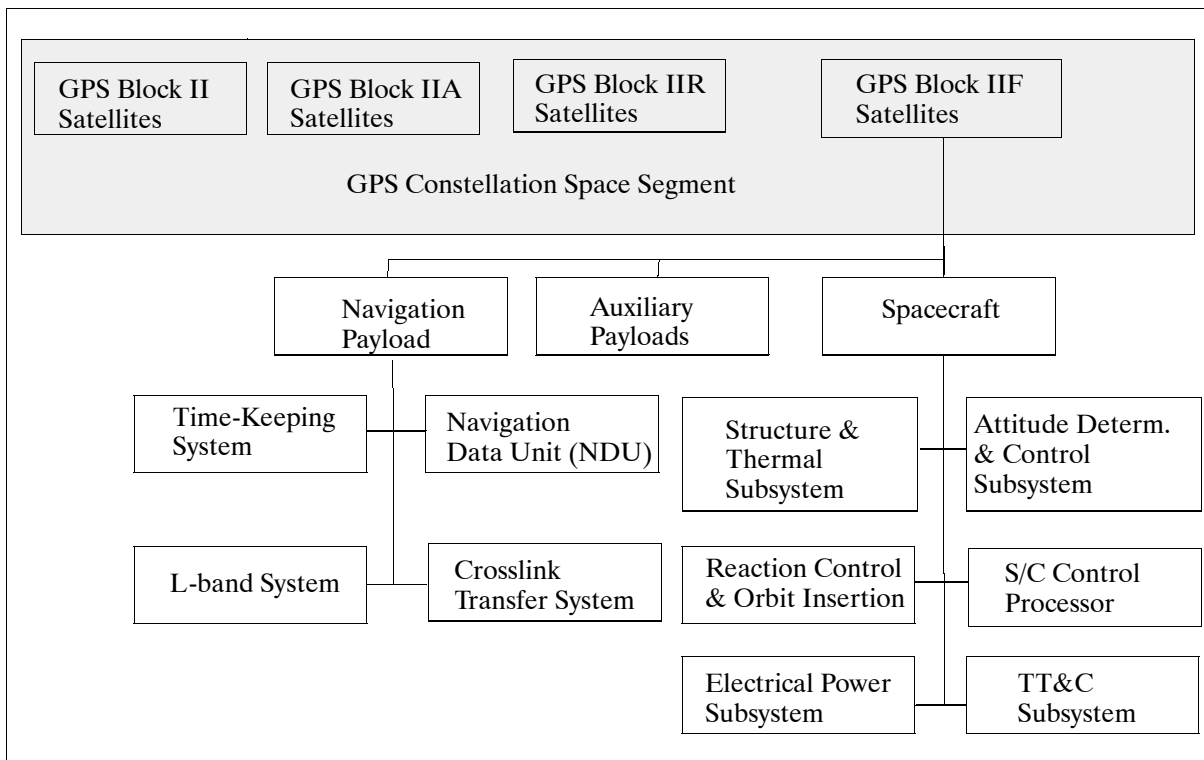 GPS Block II
Satellites
GPS Block IIA
Satellites
GPS Block IIR
Satellites
GPS Block IIF
Satellites
GPS Constellation Space Segment
Navigation
Payload
Auxiliary
Payloads
Spacecraft
Time-Keeping
System
Navigation
Data Unit (NDU)
Structure &
Thermal
Subsystem
Attitude Determ.
& Control
Subsystem
L-band System
Crosslink
Transfer System
Reaction Control
& Orbit Insertion
S/C Control
Processor
Electrical Power
Subsystem
TT&C
Subsystem